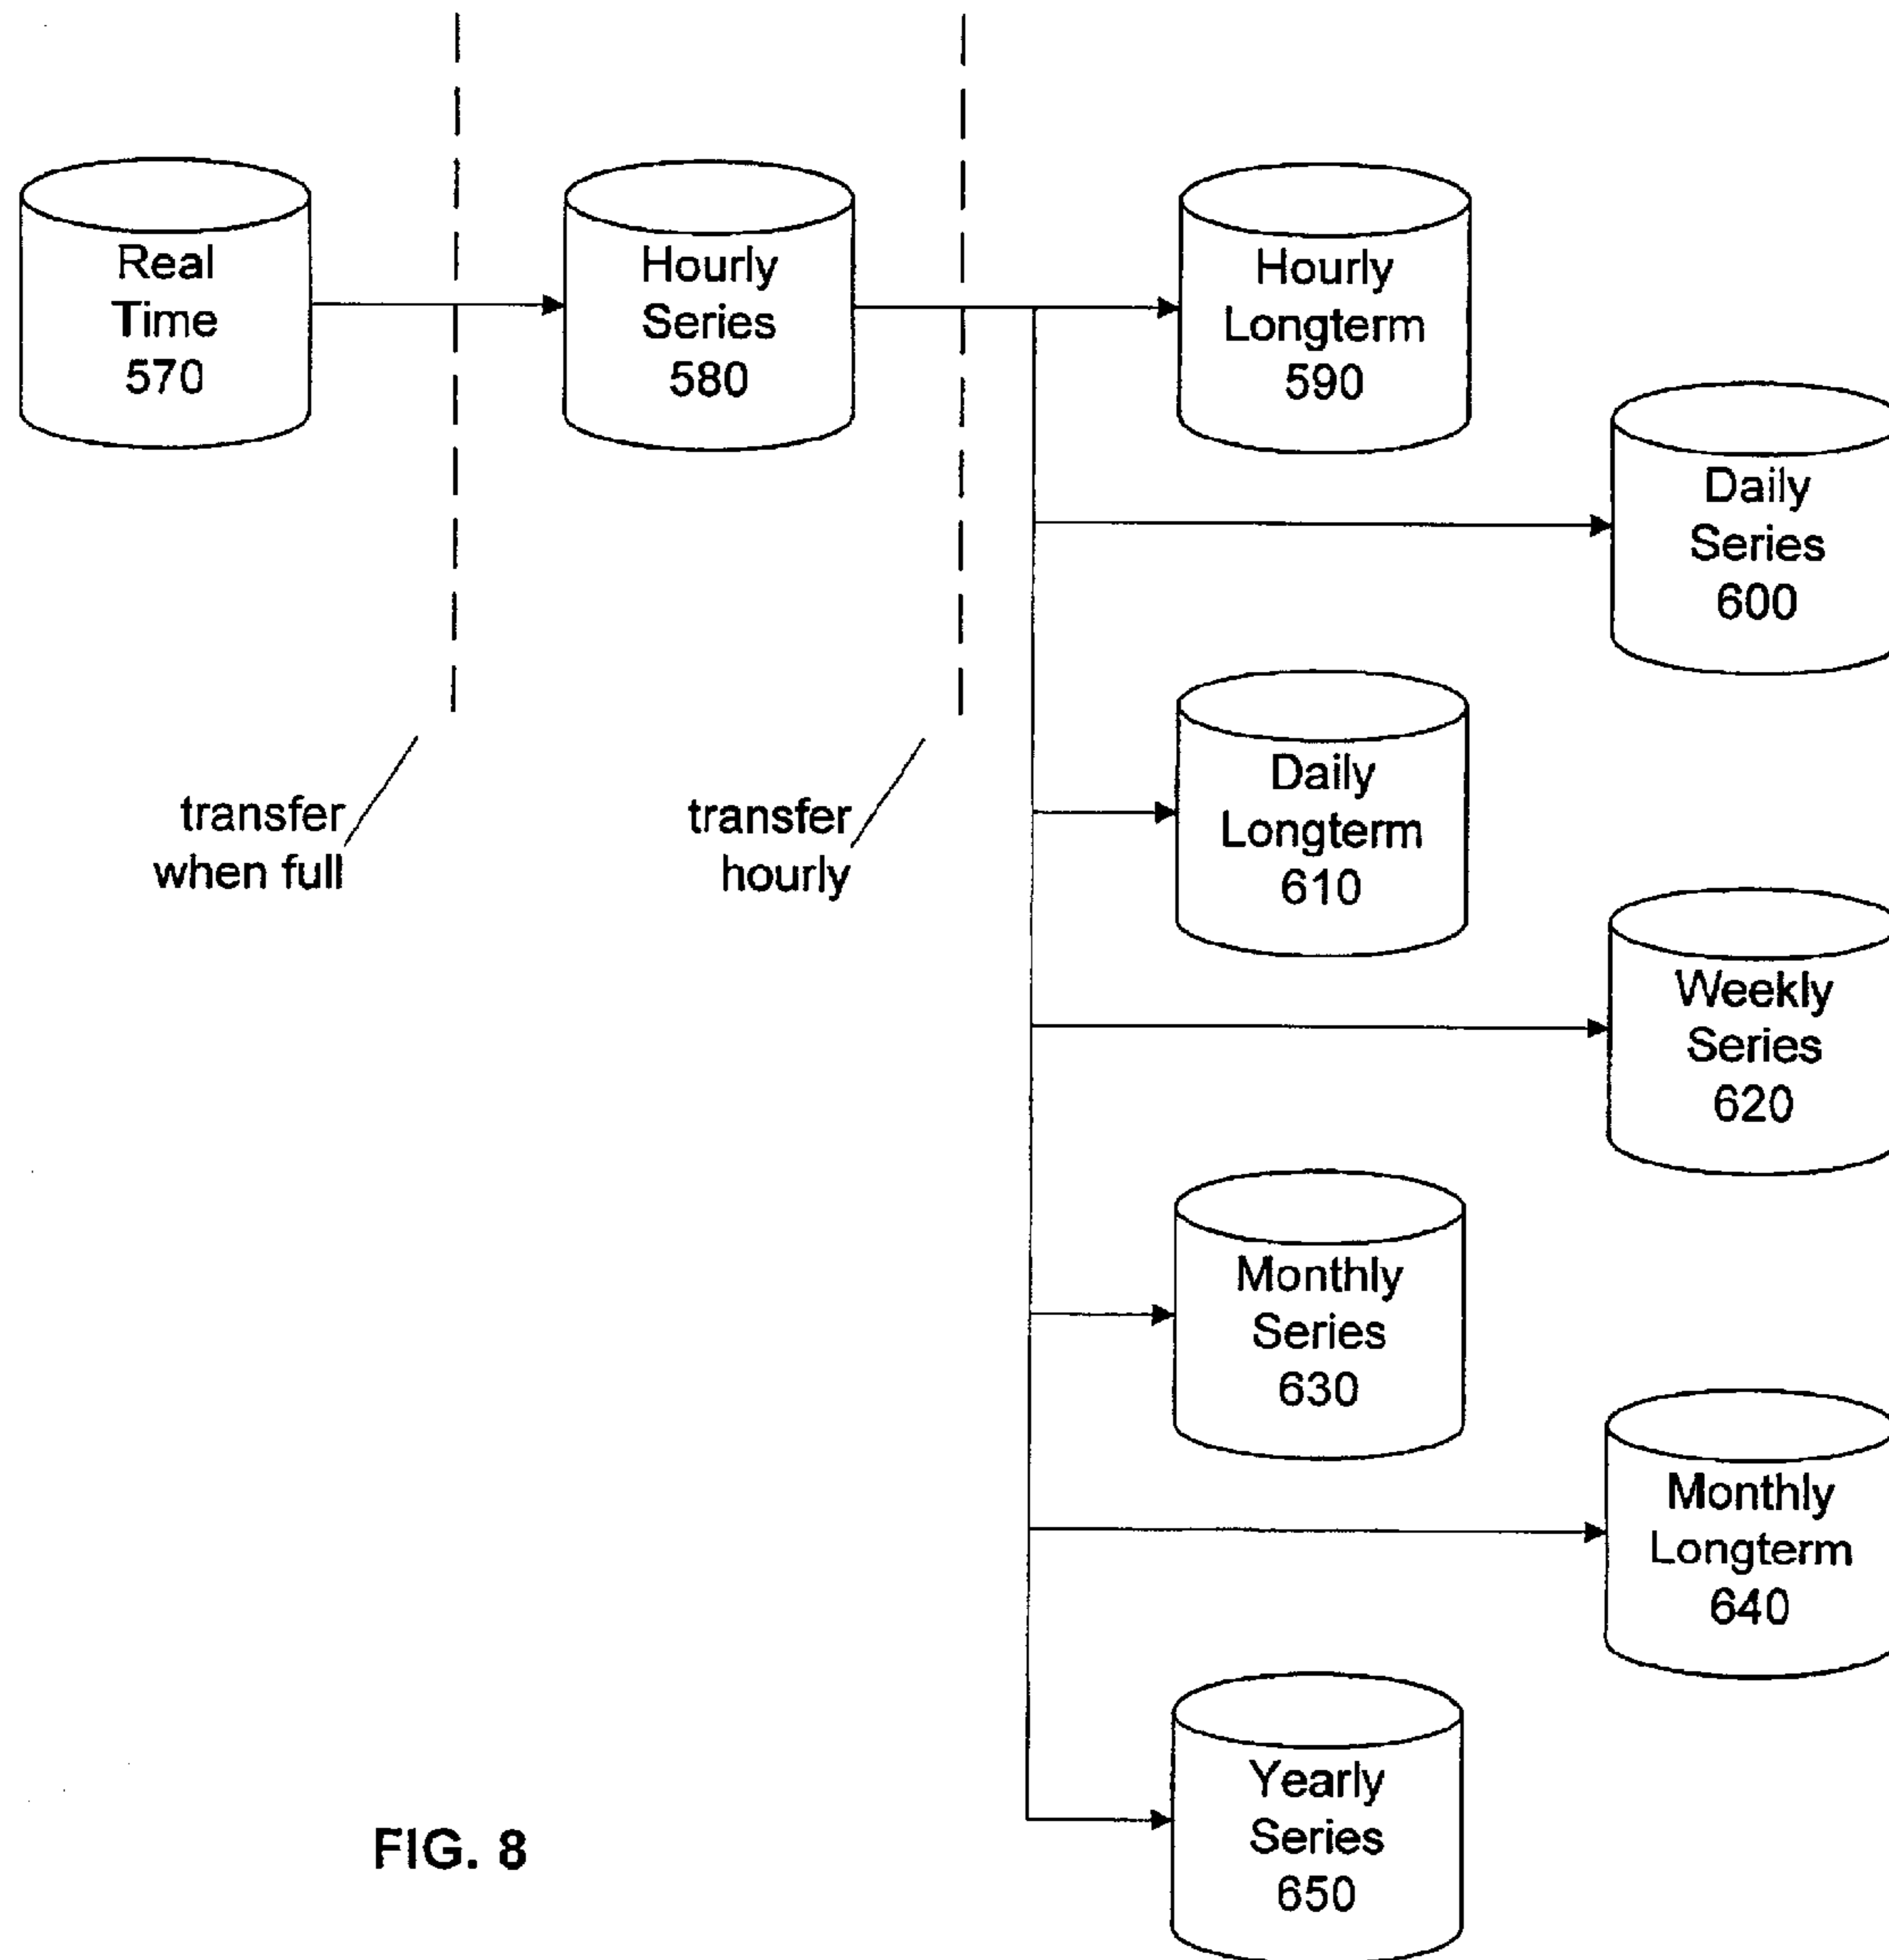 Real
Time
570
Hourly
Series
580
Hourly
Longterm
590
Daily
Series
600
transfer
when full
transfer
hourly
Daily
Longterm
610
Weekly
Series
620
Monthly
Series
630
Monthly
Longterm
640
Yearly
Series
650
FIG. 8